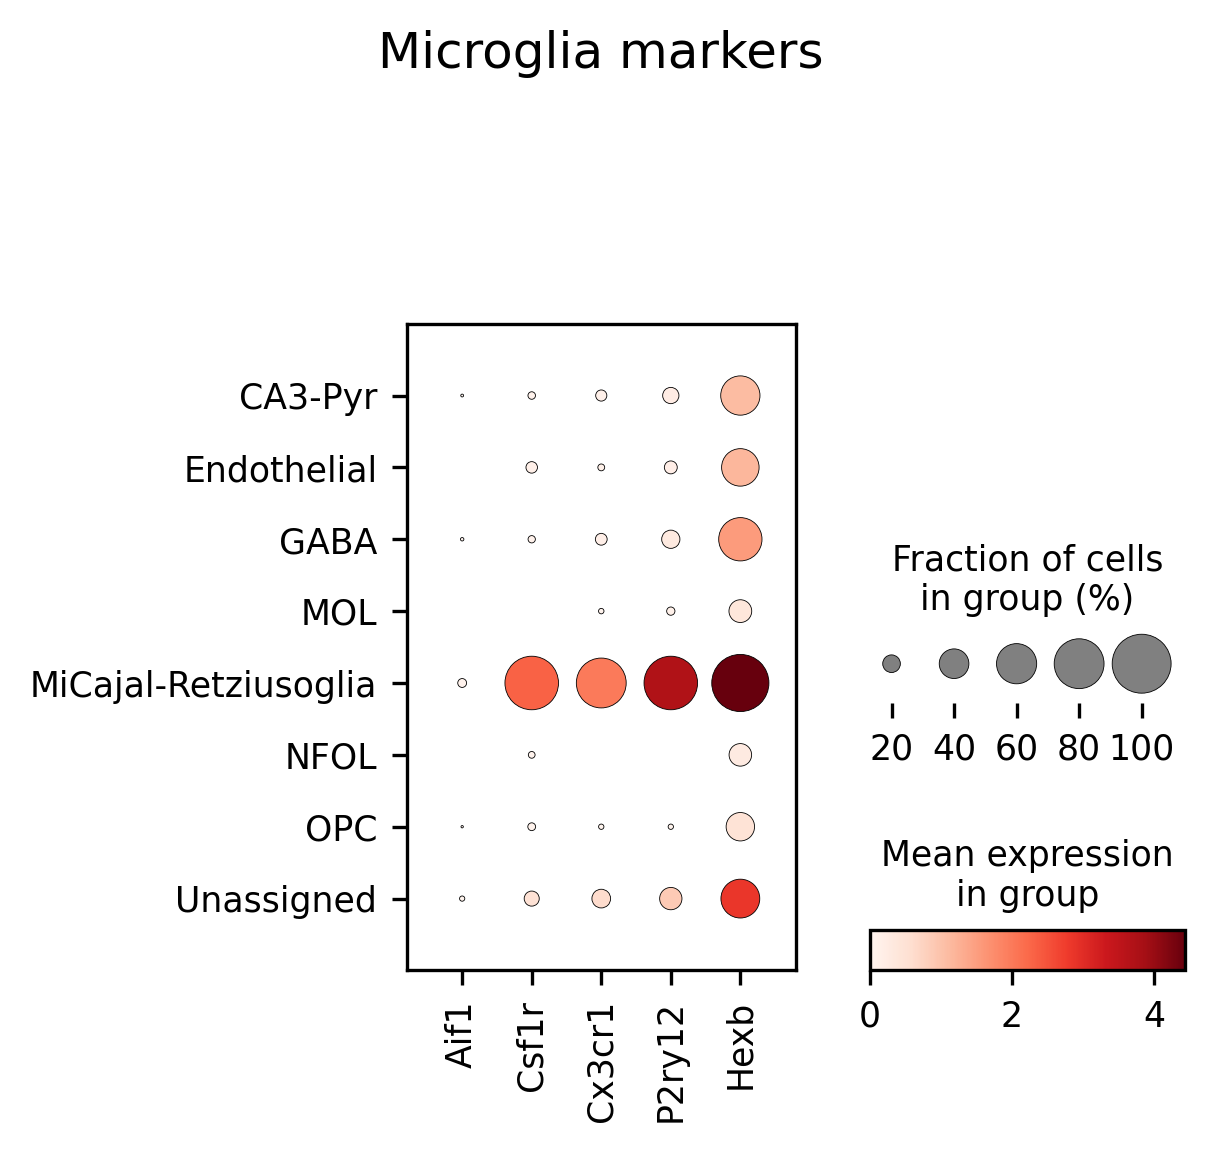 Microglia markers
CA3-Pyr
Endothelial
GABA
MOL
MiCajal-Retziusoglia
NFOL
OPC
Unassigned
Aif1
Csf1r
Cx3cr1
P2ry12
Hexb
Fraction of cells
in group (%)
20 40 60 80 100
Mean expression
in group
0 2 4